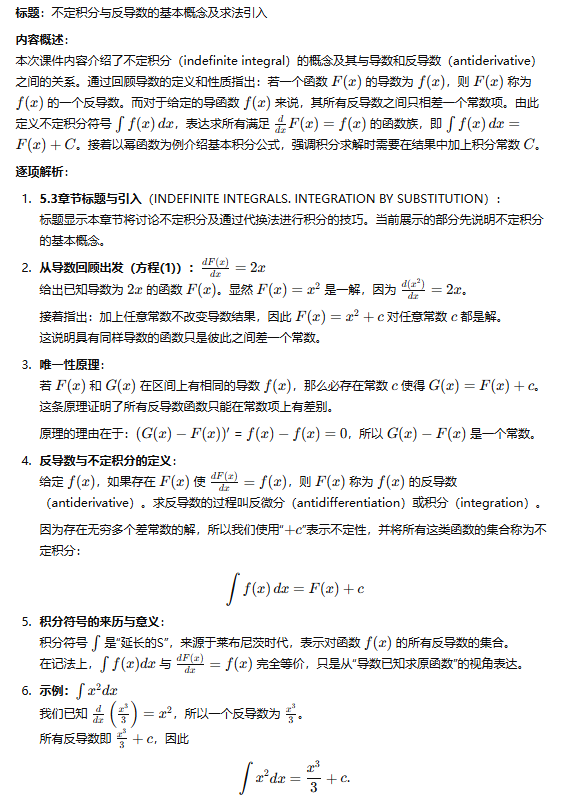 标题：不定积分与反导数的基本概念及求法引入
内容概述：
本次课件内容介绍了不定积分（indefinite integral）的概念及其与导数和反导数（antiderivative）
之间的关系。通过回顾导数的定义和性质指出：若一个函数 F(x) 的导数为 f(x)，则 F(x) 称为
f(x) 的一个反导数。而对于给定的导函数 f(x) 来说，其所有反导数之间只相差一个常数项。由此
定义不定积分符号 ∫ f(x) dx，表达求所有满足 d/dx F(x) = f(x) 的函数族，即 ∫ f(x) dx =
F(x) + C。接着以幂函数为例介绍基本积分公式，强调积分求解时需要在结果中加上积分常数 C。
逐项解析：
1. 5.3章节标题与引入（INDEFINITE INTEGRALS. INTEGRATION BY SUBSTITUTION）：
标题显示本章节将讨论不定积分及通过代换法进行积分的技巧。当前展示的部分先说明不定积分
的基本概念。
2. 从导数回顾出发（方程(1)）：dF(x)/dx = 2x
给出已知导数为 2x 的函数 F(x)。显然 F(x) = x² 是一解，因为 d(x²)/dx = 2x。
接着指出：加上任意常数不改变导数结果，因此 F(x) = x² + c 对任意常数 c 都是解。
这说明具有同样导数的函数只是彼此之间差一个常数。
3. 唯一性原理：
若 F(x) 和 G(x) 在区间上有相同的导数 f(x)，那么必存在常数 c 使得 G(x) = F(x) + c。
这条原理证明了所有反导数函数只能在常数项上有差别。
原理的理由在于：(G(x) − F(x))′ = f(x) − f(x) = 0，所以 G(x) − F(x) 是一个常数。
4. 反导数与不定积分的定义：
给定 f(x)，如果存在 F(x) 使 dF(x)/dx = f(x)，则 F(x) 称为 f(x) 的反导数
（antiderivative）。求反导数的过程叫反微分（antidifferentiation）或积分（integration）。
因为存在无穷多个差常数的解，所以我们使用“+c”表示不定性，并将所有这类函数的集合称为不
定积分：
∫ f(x) dx = F(x) + c
5. 积分符号的来历与意义：
积分符号 ∫ 是“延长的S”，来源于莱布尼茨时代，表示对函数 f(x) 的所有反导数的集合。
在记法上，∫ f(x)dx 与 dF(x)/dx = f(x) 完全等价，只是从“导数已知求原函数”的视角表达。
6. 示例：∫ x²dx
我们已知 d/dx (x³/3) = x²，所以一个反导数为 x³/3。
所有反导数即 x³/3 + c，因此
∫ x²dx = x³/3 + c.